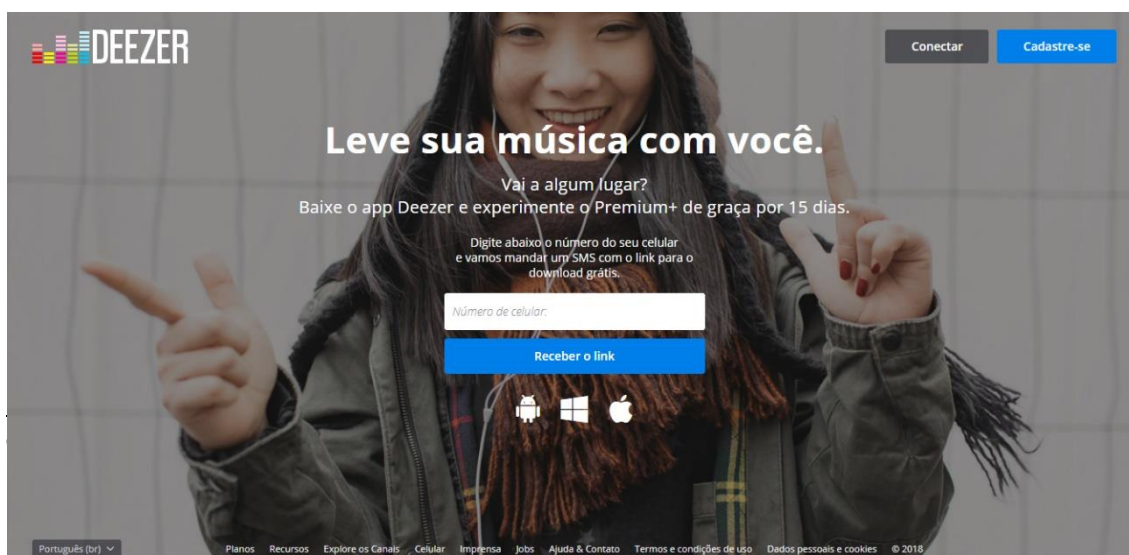 DEEZER
Conectar
Cadastre-se
Leve sua música com você.
Vai a algum lugar?
Baixe o app Deezer e experimente o Premium+ de graça por 15 dias.
Digite abaixo o número do seu celular
e vamos mandar um SMS com o link para o
download grátis.
Número de celular:
Receber o link
Português (br)
Planos Recursos Explore os Canais Celular Imprensa Jobs Ajuda & Contato Termos e condições de uso Dados pessoais e cookies © 2018